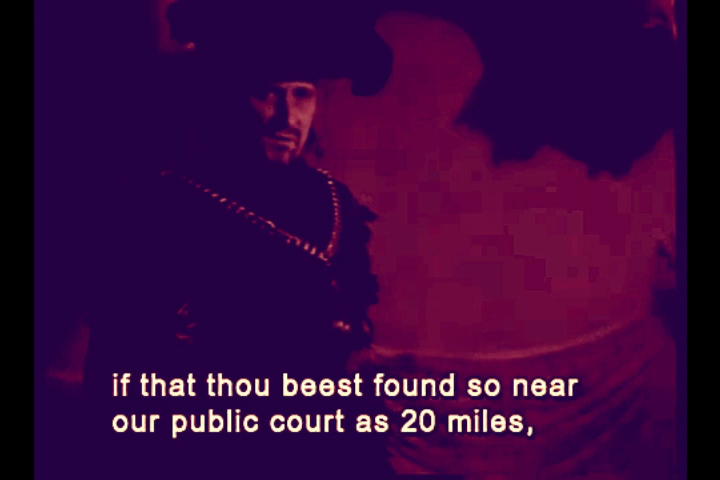 if that thou beest found so near
our public court as 20 miles,